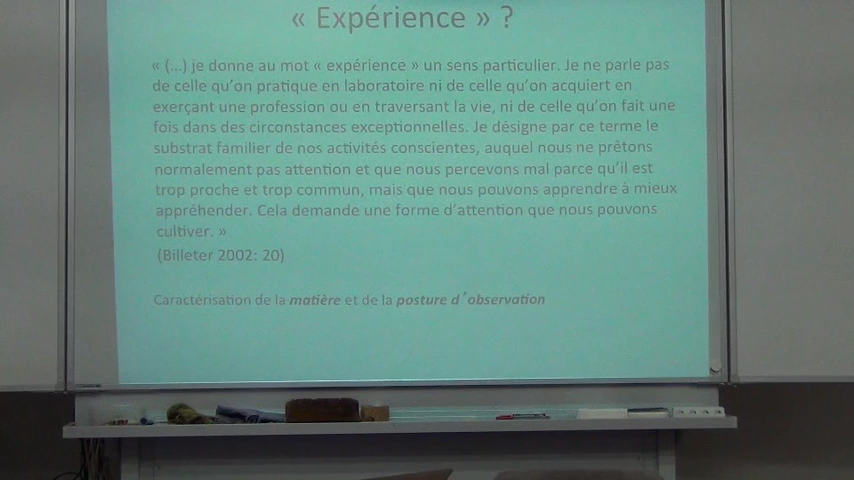 « Expérience » ?
« (...) je donne au mot « expérience » un sens particulier. Je ne parle pas
de celle qu'on pratique en laboratoire ni de celle qu'on acquiert en
exerçant une profession ou en traversant la vie, ni de celle qu'on fait une
fois dans des circonstances exceptionnelles. Je désigne par ce terme le
substrat familier de nos activités conscientes, auquel nous ne prêtons
normalement pas attention et que nous percevons mal parce qu'il est
trop proche et trop commun, mais que nous pouvons apprendre à mieux
appréhender. Cela demande une forme d'attention que nous pouvons
cultiver. »
(Billeter 2002: 20)
Caractérisation de la matière et de la posture d'observation